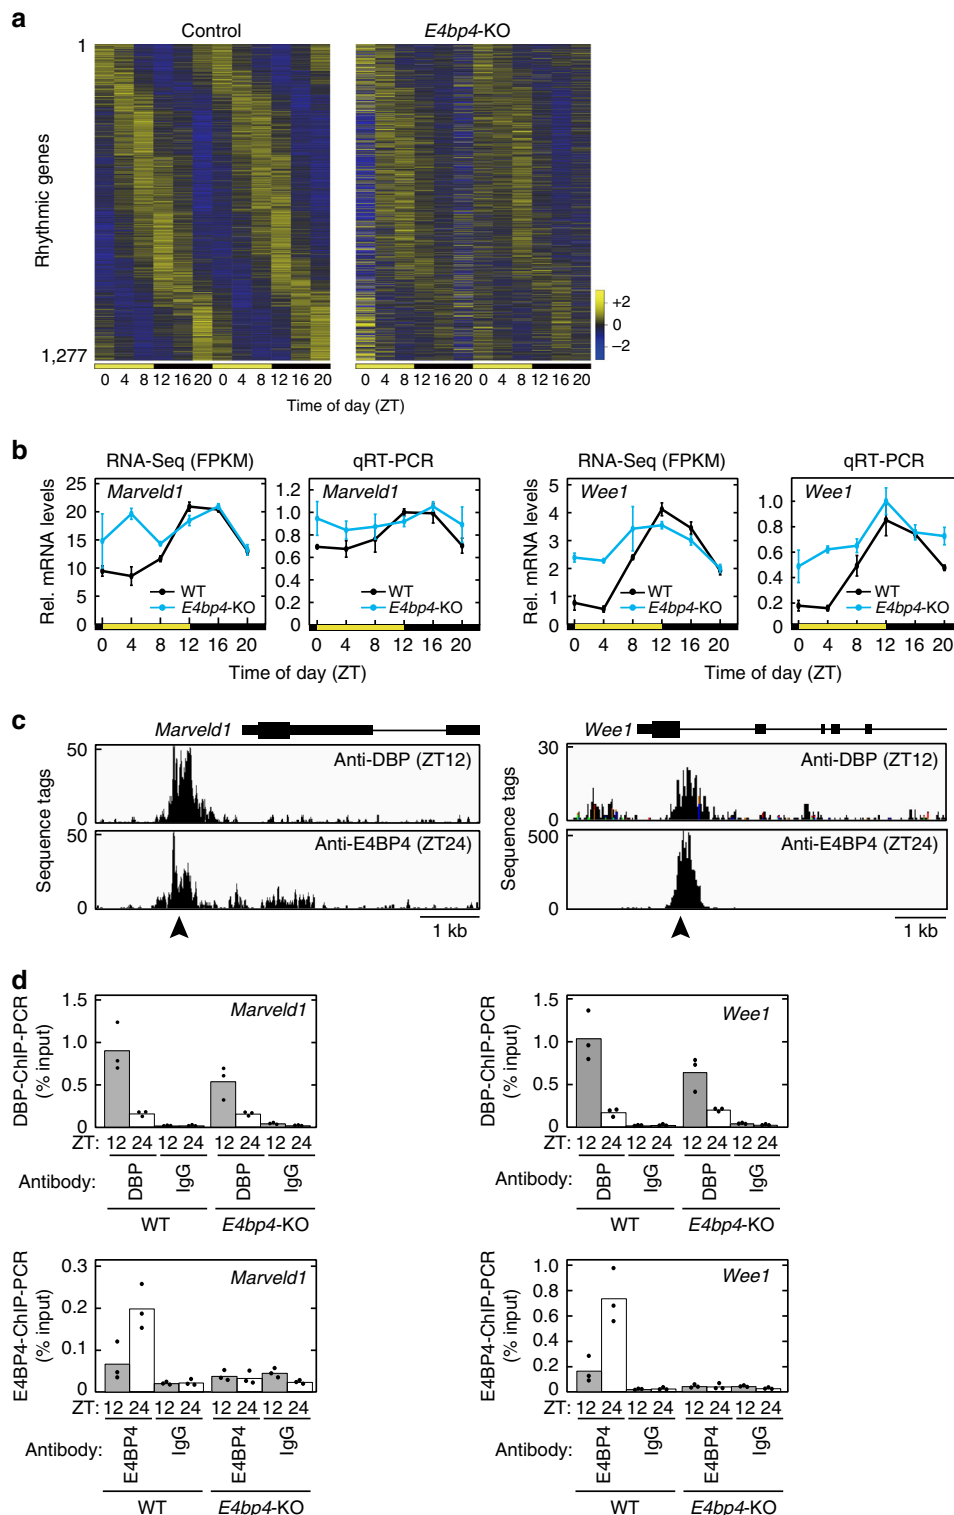 a
Control
E4bp4-KO
1
Rhythmic genes
1,277
+2
0
−2
0 4 8 12 16 20 0 4 8 12 16 20
0 4 8 12 16 20 0 4 8 12 16 20
Time of day (ZT)
b
RNA-Seq (FPKM)
qRT-PCR
RNA-Seq (FPKM)
qRT-PCR
Rel. mRNA levels
25
20
15
10
5
0
Marveld1
WT
E4bp4-KO
0 4 8 12 16 20
1.2
1.0
0.8
0.6
0.4
0.2
0
Marveld1
WT
E4bp4-KO
0 4 8 12 16 20
Time of day (ZT)
Rel. mRNA levels
5
4
3
2
1
0
Wee1
WT
E4bp4-KO
0 4 8 12 16 20
1.0
0.8
0.6
0.4
0.2
0
Wee1
WT
E4bp4-KO
0 4 8 12 16 20
Time of day (ZT)
c
Marveld1
Sequence tags
50
0
Anti-DBP (ZT12)
50
0
Anti-E4BP4 (ZT24)
1 kb
Wee1
Sequence tags
30
0
Anti-DBP (ZT12)
500
0
Anti-E4BP4 (ZT24)
1 kb
d
DBP-ChIP-PCR
(% input)
1.5
1.0
0.5
0
Marveld1
ZT: 12 24 12 24 12 24 12 24
Antibody: DBP IgG DBP IgG
WT E4bp4-KO
DBP-ChIP-PCR
(% input)
1.5
1.0
0.5
0
Wee1
ZT: 12 24 12 24 12 24 12 24
Antibody: DBP IgG DBP IgG
WT E4bp4-KO
E4BP4-ChIP-PCR
(% input)
0.3
0.2
0.1
0
Marveld1
ZT: 12 24 12 24 12 24 12 24
Antibody: E4BP4 IgG E4BP4 IgG
WT E4bp4-KO
E4BP4-ChIP-PCR
(% input)
1.0
0.8
0.6
0.4
0.2
0
Wee1
ZT: 12 24 12 24 12 24 12 24
Antibody: E4BP4 IgG E4BP4 IgG
WT E4bp4-KO